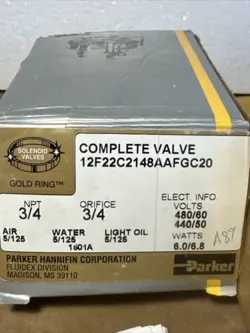 SOLENOID
VALVES
GOLD RING™
COMPLETE VALVE
12F22C2148AAFGC20
NPT
3/4
ORIFICE
3/4
ELECT. INFO.
VOLTS
480/60
440/50
WATTS
6.0/6.8
AIR
5/125
WATER
5/125
LIGHT OIL
5/125
1601A
A89
PARKER HANNIFIN CORPORATION
FLUIDEX DIVISION
MADISON, MS 39110
Parker